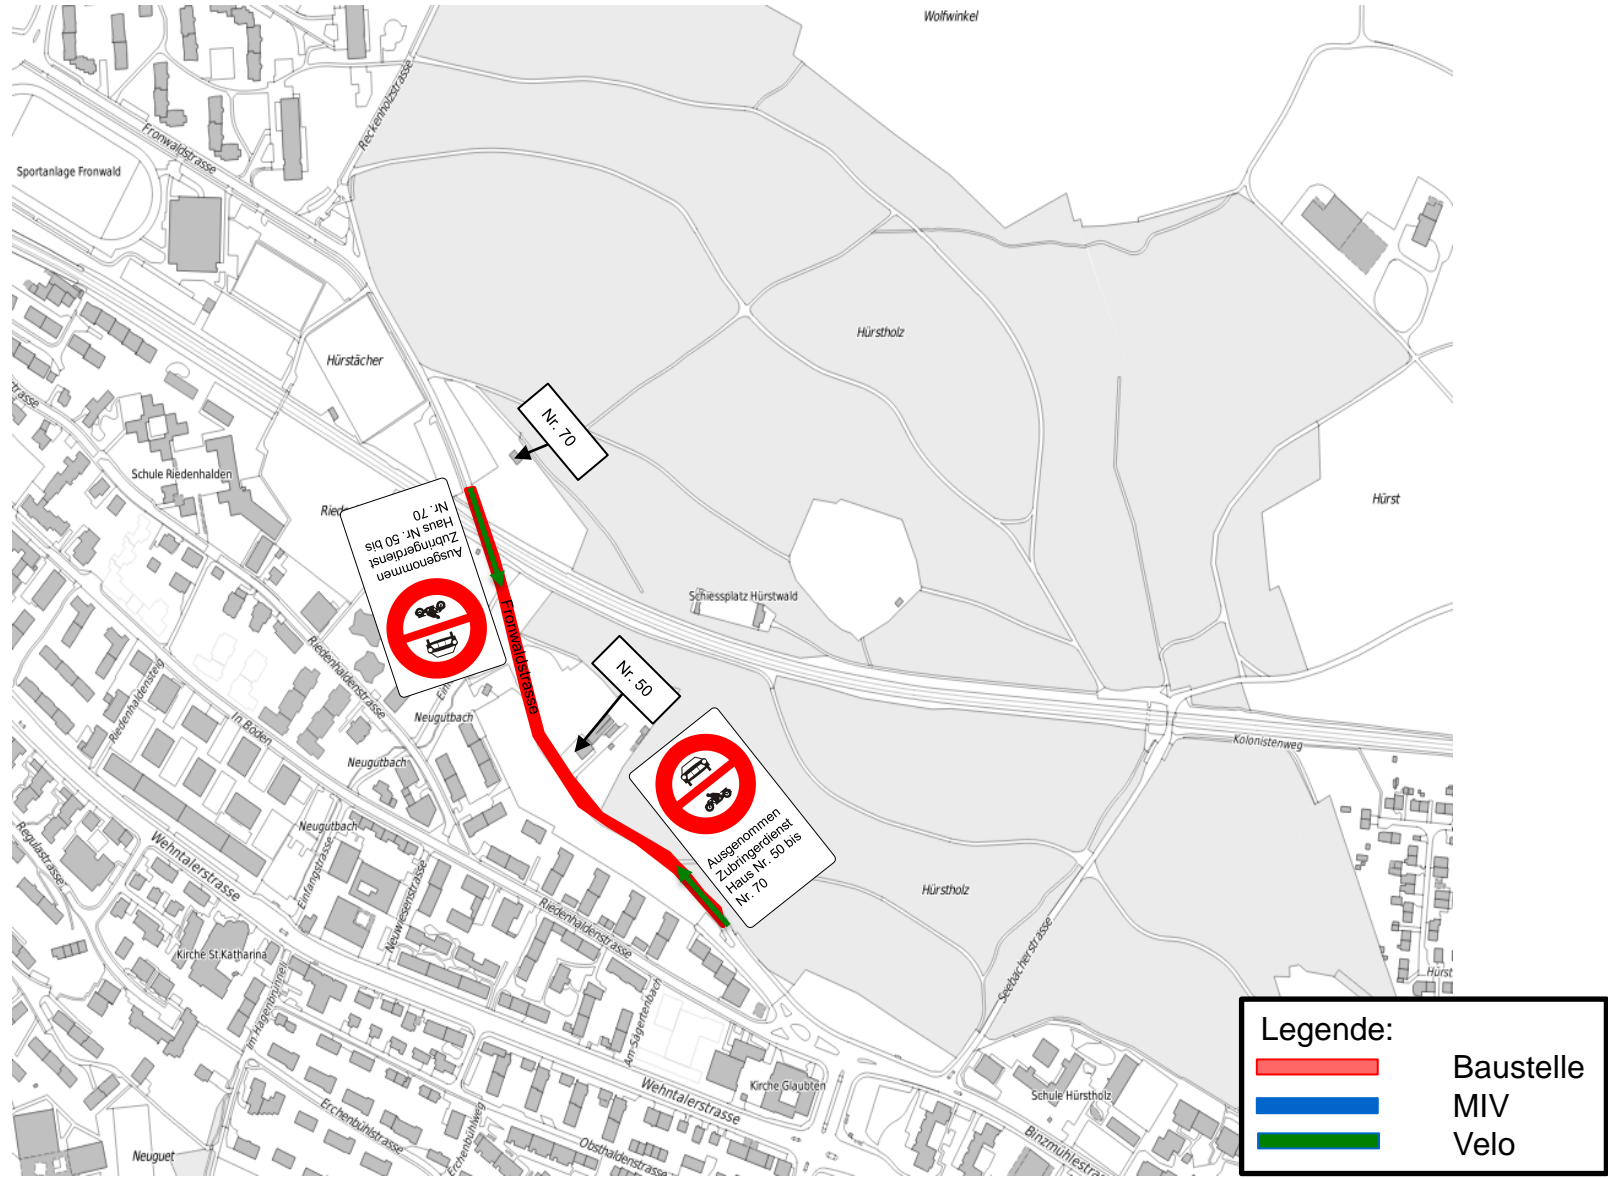 Wolfwinkel
Reckenholzstrasse
Fronwaldstrasse
Sportanlage Fronwald
Hürstholz
Hürstächer
Nr. 70
Schule Riedenhalden
Hürst
Ausgenommen
Zubringerdienst
Haus Nr. 50 bis
Nr. 70
Schiessplatz Hürstwald
Fronwaldstrasse
Nr. 50
Riedenhaldenstrasse
Riedenhaldensteig
In Böden
Neugutbach
Neugutbach
Neugutbach
Kolonistenweg
Ausgenommen
Zubringerdienst
Haus Nr. 50 bis
Nr. 70
Regulastrasse
Wehntalerstrasse
Einfangstrasse
Neuwiesenstrasse
Riedenhaldenstrasse
Hürstholz
Kirche St.Katharina
Seebacherstrasse
Im Hagenbrünneli
Am Sägertenbach
Wehntalerstrasse
Kirche Glaubten
Schule Hürstholz
Erchenbühlstrasse
Erchenbühlweg
Obsthaldenstrasse
Neuguet
Legende:
Baustelle
MIV
Velo